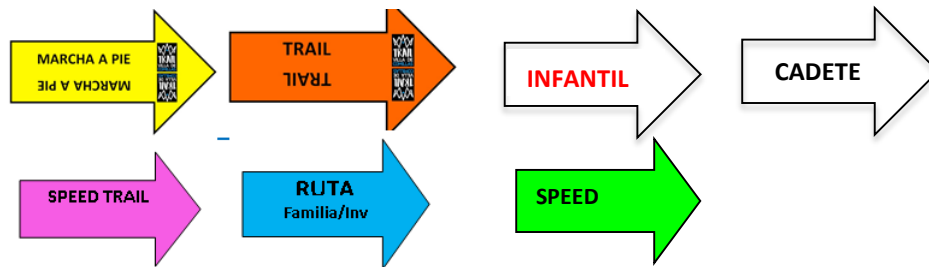 MARCHA A PIE
MARCHA A PIE
TRAIL
TRAIL
INFANTIL
CADETE
SPEED TRAIL
RUTA
Familia/Inv
SPEED